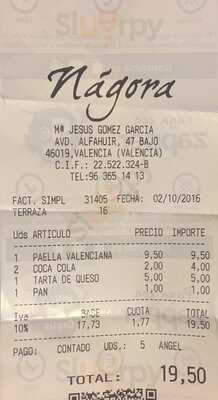 Sluurpy
Nágora
Mª JESUS GOMEZ GARCIA
AVD. ALFAHUIR, 47 BAJO
46019,VALENCIA (VALENCIA)
C.I.F.: 22.522.324-B
TEL:96 365 14 13
FACT. SIMPL 31405 FECHA: 02/10/2016
TERRAZA 16
Uds ARTICULO PRECIO IMPORTE
1 PAELLA VALENCIANA 9,50 9,50
2 COCA COLA 2,00 4,00
1 TARTA DE QUESO 5,00 5,00
1 PAN 1,00 1,00
Iva BASE CUOTA TOTAL
10% 17,73 1,77 19,50
PAGO: CONTADO UDS.: 5 ANGEL
TOTAL: 19,50